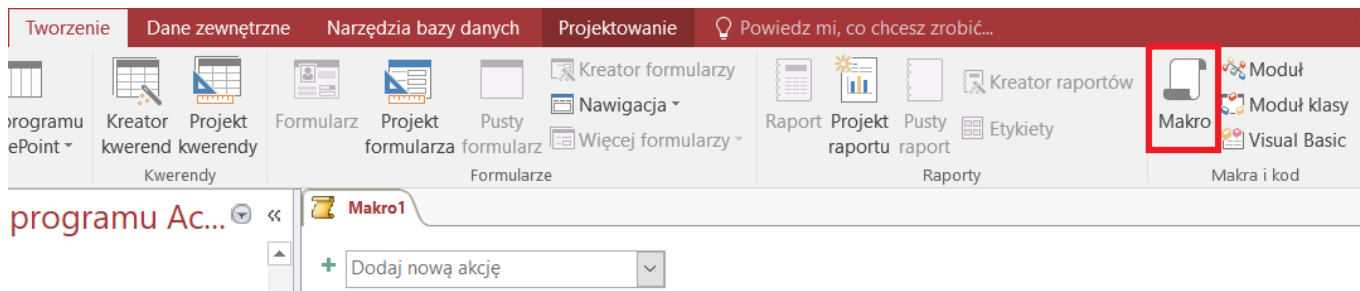 Tworzenie Dane zewnętrzne Narzędzia bazy danych Projektowanie Powiedz mi, co chcesz zrobić...
programu
ePoint
Kreator
kwerend
Projekt
kwerendy
Kwerendy
Formularz
Projekt
formularza
Pusty
formularz
Kreator formularzy
Nawigacja
Więcej formularzy
Formularze
Raport
Projekt
raportu
Pusty
raport
Kreator raportów
Etykiety
Raporty
Makro
Moduł
Moduł klasy
Visual Basic
Makra i kod
programu Ac...
Makro1
Dodaj nową akcję